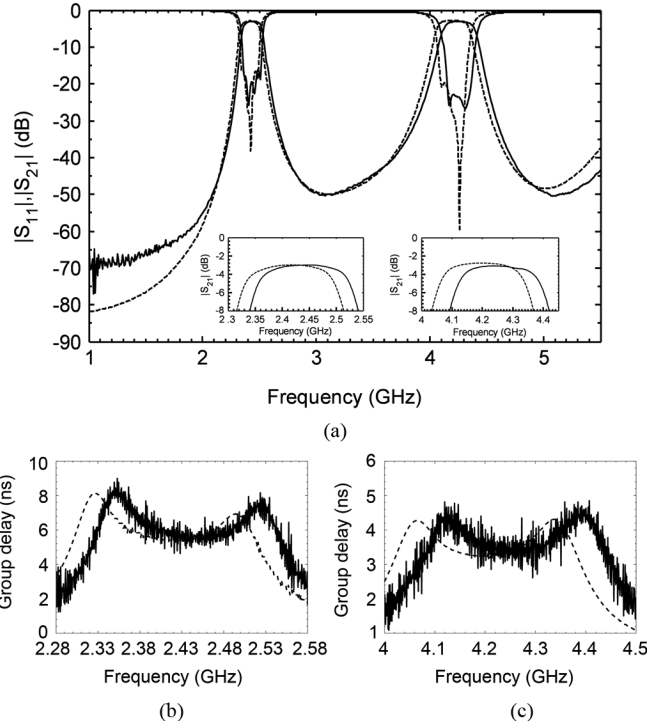 0
-10
-20
-30
-40
-50
-60
-70
-80
-90
|S11|,|S21| (dB)
0
-2
-4
-6
-8
|S21| (dB)
2.3 2.35 2.4 2.45 2.5 2.55
Frequency (GHz)
0
-2
-4
-6
-8
|S21| (dB)
4 4.1 4.2 4.3 4.4
Frequency (GHz)
1 2 3 4 5
Frequency (GHz)
(a)
10
8
6
4
2
0
Group delay (ns)
2.28 2.33 2.38 2.43 2.48 2.53 2.58
Frequency (GHz)
(b)
6
5
4
3
2
1
Group delay (ns)
4 4.1 4.2 4.3 4.4 4.5
Frequency (GHz)
(c)